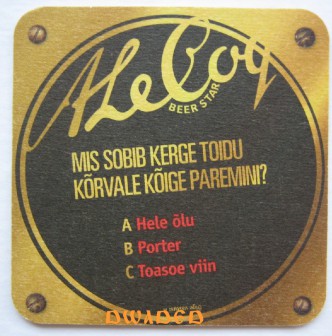 A Le Coq
BEER STAR
MIS SOBIB KERGE TOIDU
KÕRVALE KÕIGE PAREMINI?
A Hele õlu
B Porter
C Toasoe viin